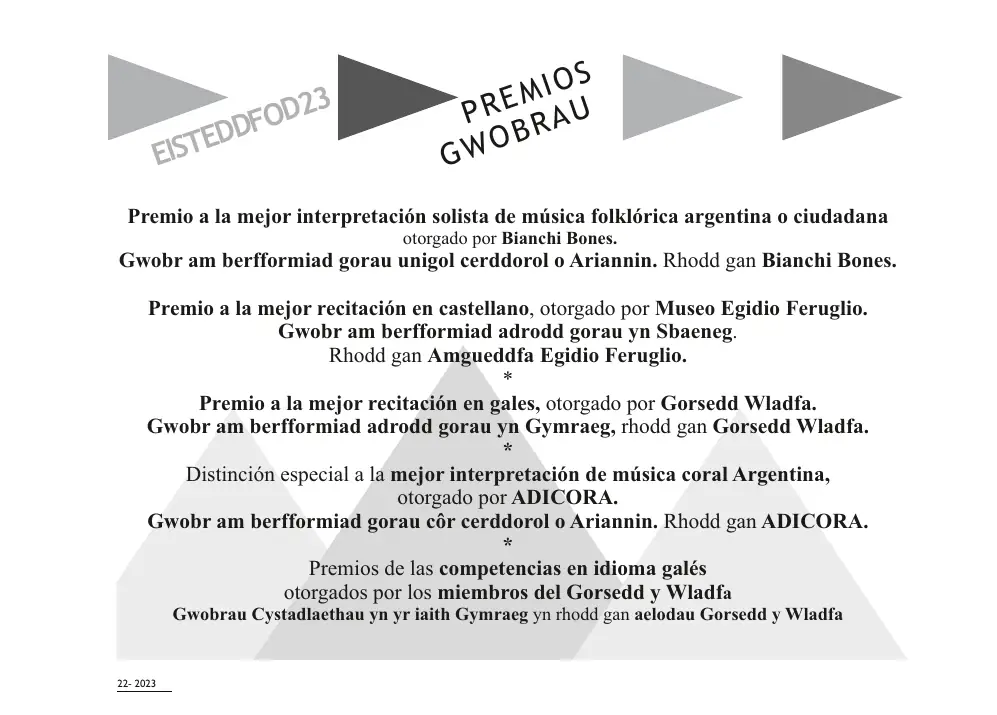 EISTEDDFOD23
PREMIOS
GWOBRAU
Premio a la mejor interpretación solista de música folklórica argentina o ciudadana
otorgado por Bianchi Bones.
Gwobr am berfformiad gorau unigol cerddorol o Ariannin. Rhodd gan Bianchi Bones.
Premio a la mejor recitación en castellano, otorgado por Museo Egidio Feruglio.
Gwobr am berfformiad adrodd gorau yn Sbaeneg.
Rhodd gan Amgueddfa Egidio Feruglio.
*
Premio a la mejor recitación en gales, otorgado por Gorsedd Wladfa.
Gwobr am berfformiad adrodd gorau yn Gymraeg, rhodd gan Gorsedd Wladfa.
*
Distinción especial a la mejor interpretación de música coral Argentina,
otorgado por ADICORA.
Gwobr am berfformiad gorau côr cerddorol o Ariannin. Rhodd gan ADICORA.
*
Premios de las competencias en idioma galés
otorgados por los miembros del Gorsedd y Wladfa
Gwobrau Cystadlaethau yn yr iaith Gymraeg yn rhodd gan aelodau Gorsedd y Wladfa
22- 2023